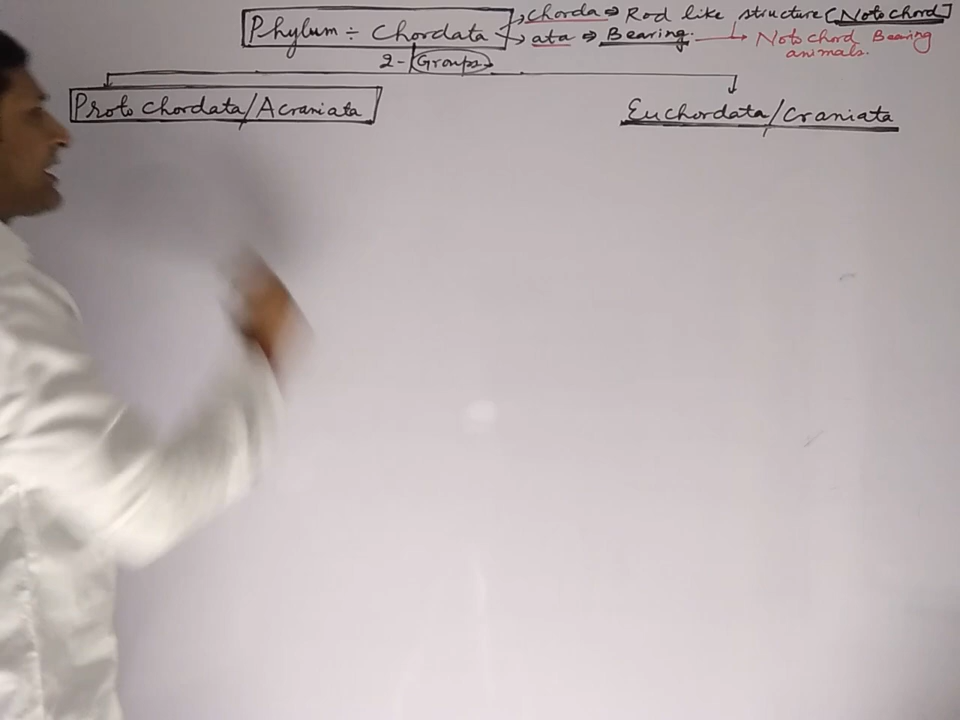 Phylum ÷ Chordata → Chorda ⇒ Rod like structure [Notochord]
→ ata ⇒ Bearing. → Notochord Bearing animals.
2- Groups
Proto chordata/Acraniata
Euchordata/Craniata